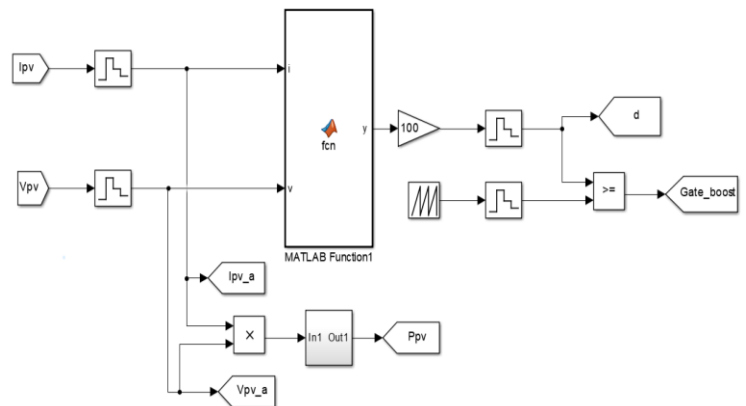 Ipv
i
100
d
y
fcn
Vpv
v
>=
Gate_boost
MATLAB Function1
Ipv_a
×
In1 Out1
Ppv
Vpv_a